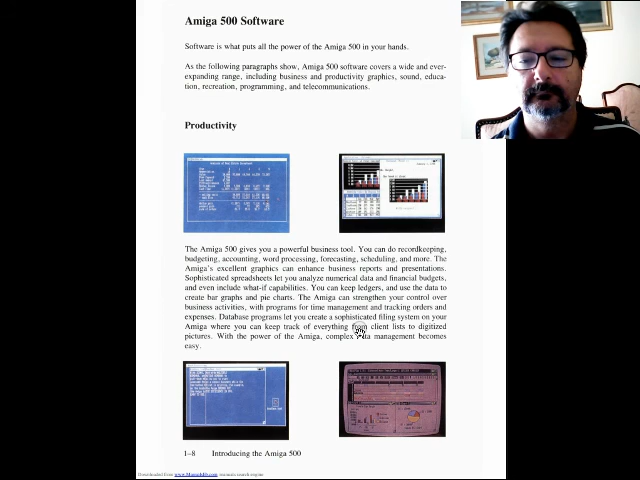 Amiga 500 Software
Software is what puts all the power of the Amiga 500 in your hands.
As the following paragraphs show, Amiga 500 software covers a wide and ever-
expanding range, including business and productivity graphics, sound, educa-
tion, recreation, programming, and telecommunications.
Productivity
The Amiga 500 gives you a powerful business tool. You can do recordkeeping,
budgeting, accounting, word processing, forecasting, scheduling, and more. The
Amiga's excellent graphics can enhance business reports and presentations.
Sophisticated spreadsheets let you analyze numerical data and financial budgets,
and even include what-if capabilities. You can keep ledgers, and use the data to
create bar graphs and pie charts. The Amiga can strengthen your control over
business activities, with programs for time management and tracking orders and
expenses. Database programs let you create a sophisticated filing system on your
Amiga where you can keep track of everything from client lists to digitized
pictures. With the power of the Amiga, complex data management becomes
easy.
1–8 Introducing the Amiga 500
Downloaded from www.Manualslib.com manuals search engine